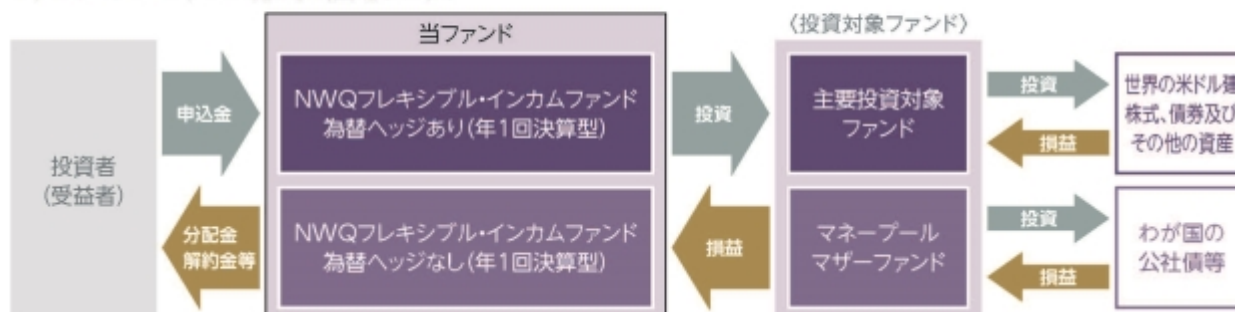 当ファンド
〈投資対象ファンド〉
投資者
(受益者)
申込金
分配金
解約金等
NWQフレキシブル・インカムファンド
為替ヘッジあり(年1回決算型)
NWQフレキシブル・インカムファンド
為替ヘッジなし(年1回決算型)
投資
損益
主要投資対象
ファンド
マネープール
マザーファンド
投資
損益
投資
損益
世界の米ドル建
株式、債券及び
その他の資産
わが国の
公社債等